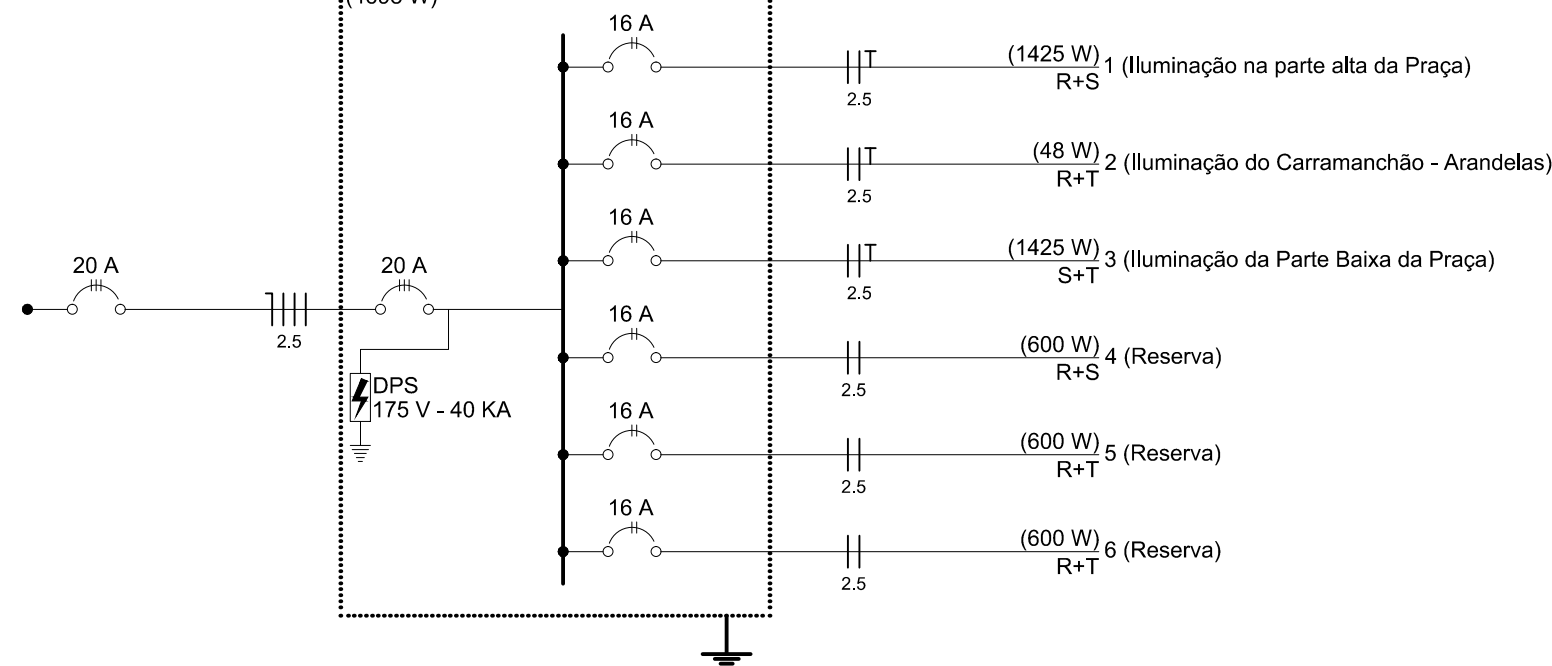 16 A
T
(1425 W)
R+S
1 (Iluminação na parte alta da Praça)
2.5
16 A
T
(48 W)
R+T
2 (Iluminação do Carramanchão - Arandelas)
2.5
16 A
T
(1425 W)
S+T
3 (Iluminação da Parte Baixa da Praça)
2.5
20 A
2.5
20 A
DPS
175 V - 40 KA
16 A
(600 W)
R+S
4 (Reserva)
2.5
16 A
(600 W)
R+T
5 (Reserva)
2.5
16 A
(600 W)
R+T
6 (Reserva)
2.5